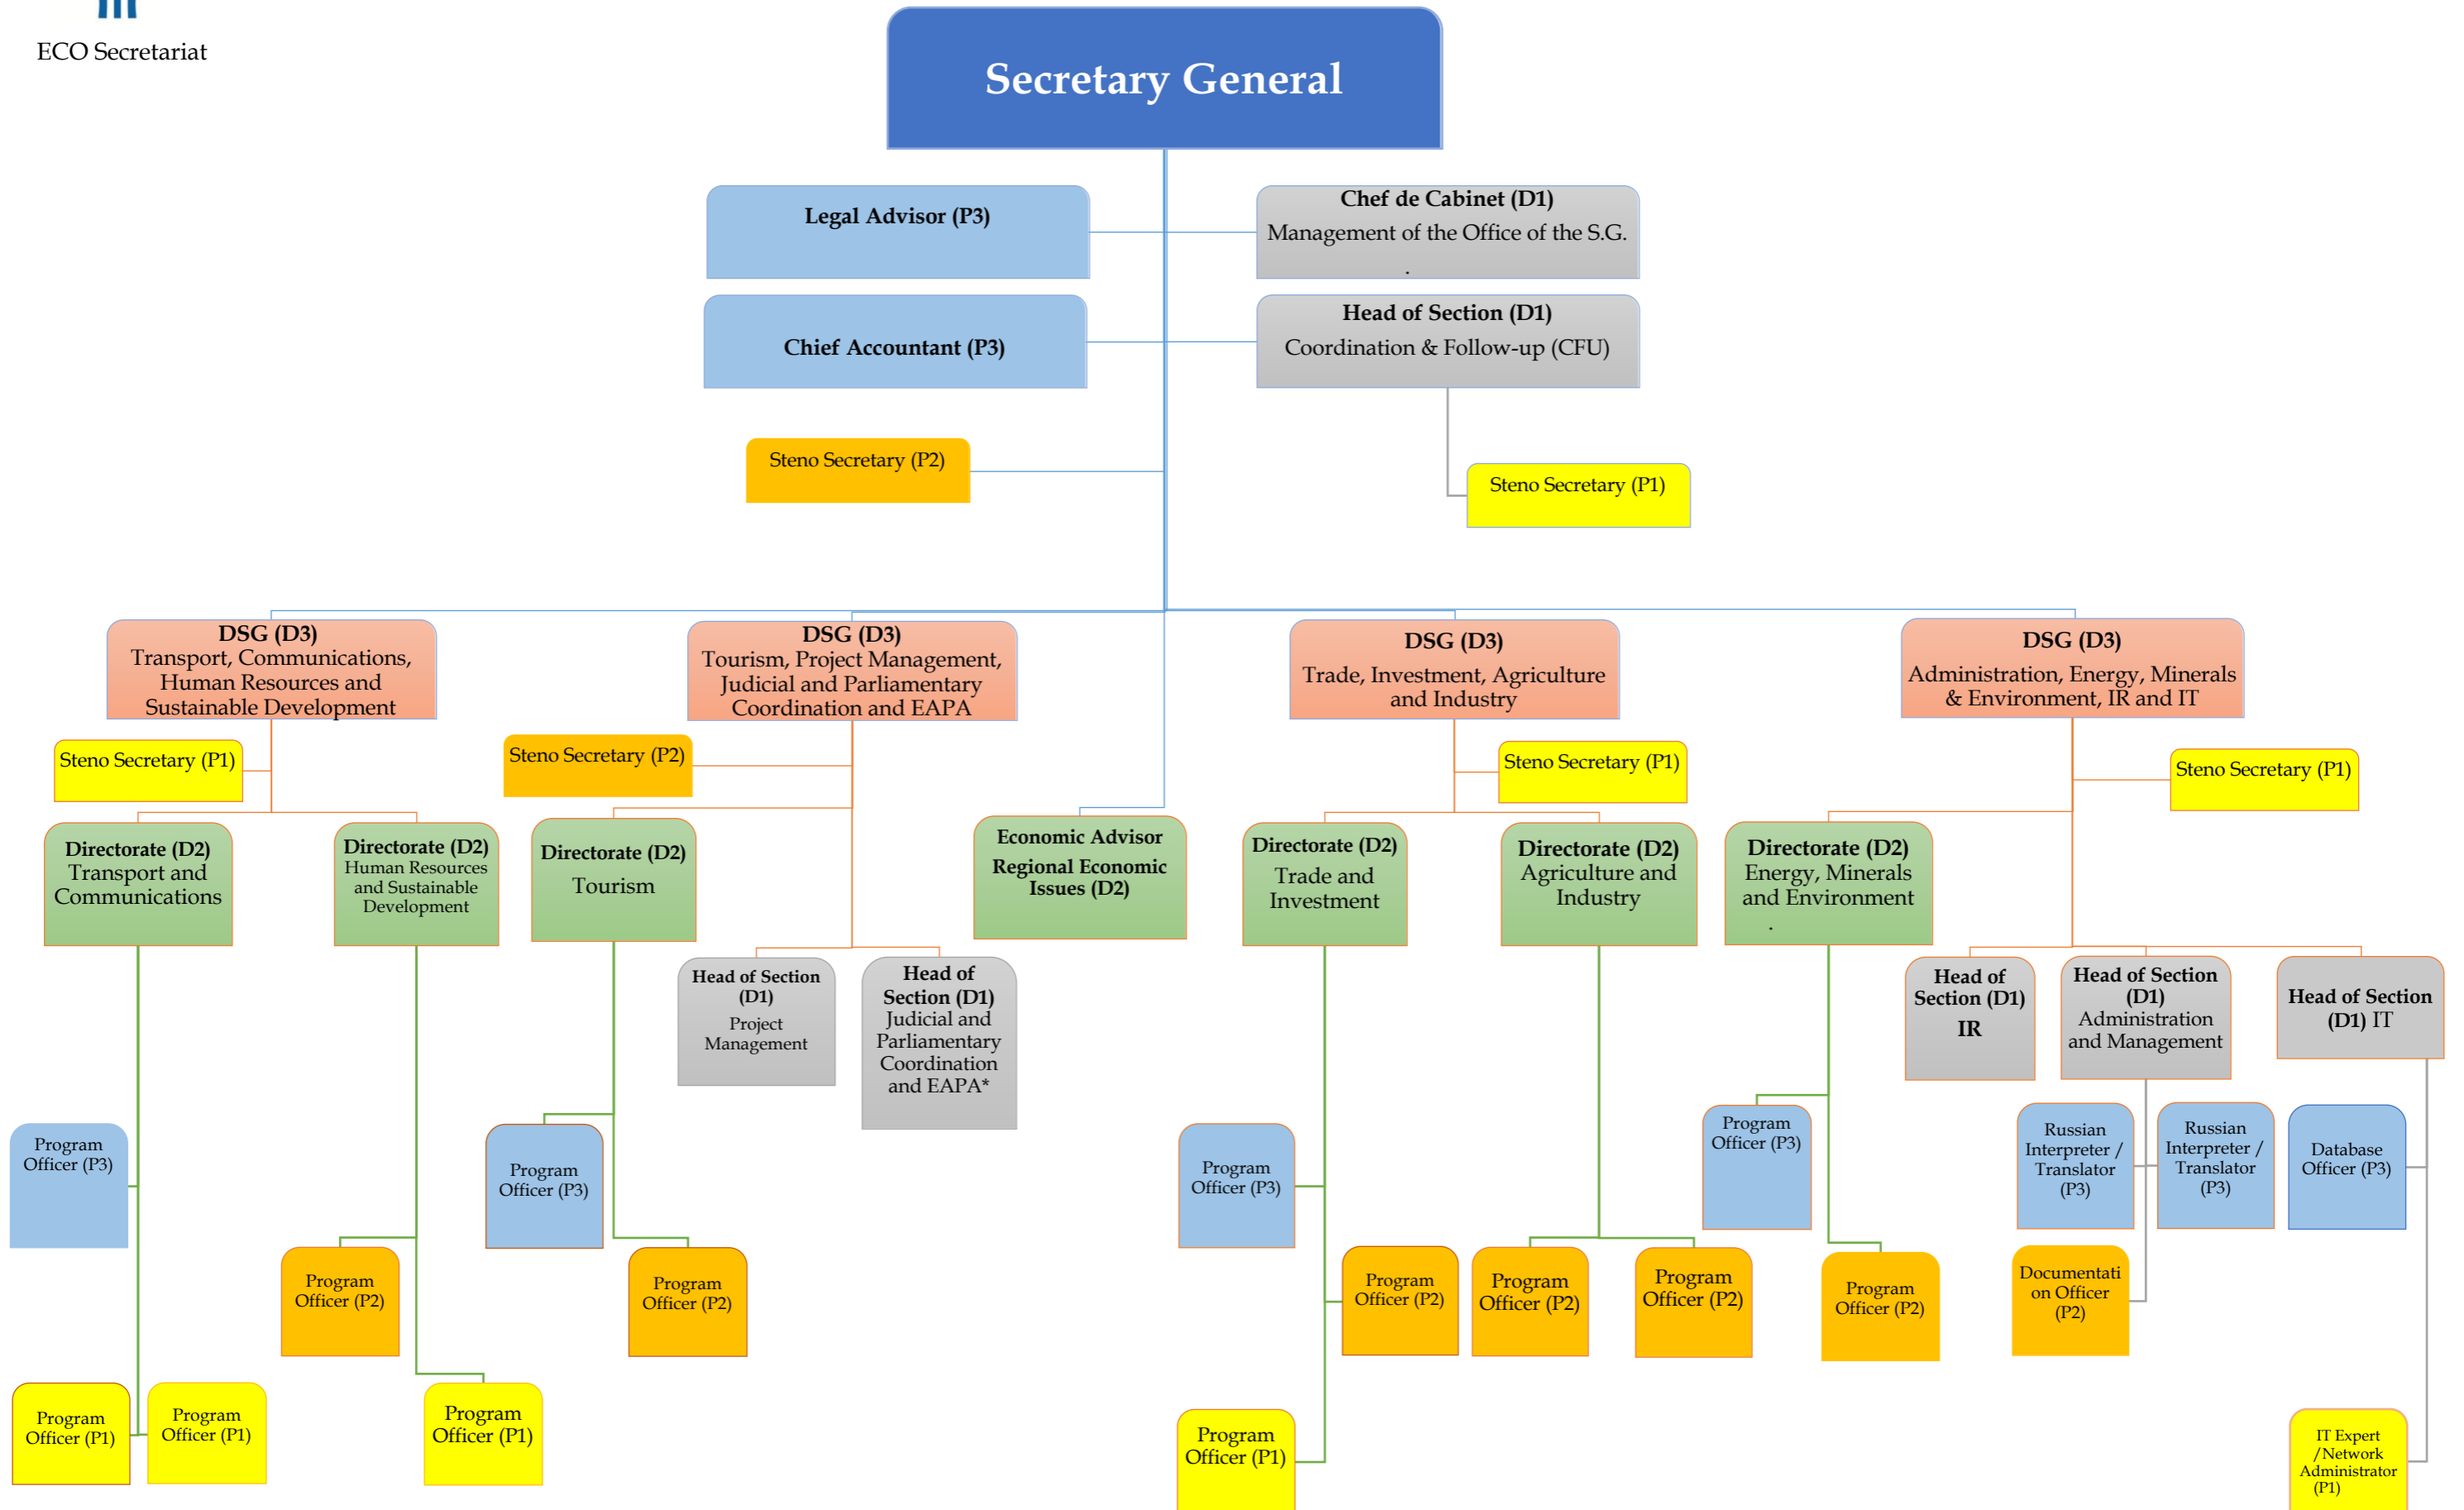 ECO Secretariat
Secretary General
Legal Advisor (P3)
Chef de Cabinet (D1)
Management of the Office of the S.G.
.
Chief Accountant (P3)
Head of Section (D1)
Coordination & Follow-up (CFU)
Steno Secretary (P2)
Steno Secretary (P1)
DSG (D3)
Transport, Communications,
Human Resources and
Sustainable Development
DSG (D3)
Tourism, Project Management,
Judicial and Parliamentary
Coordination and EAPA
DSG (D3)
Trade, Investment, Agriculture
and Industry
DSG (D3)
Administration, Energy, Minerals
& Environment, IR and IT
Steno Secretary (P1)
Steno Secretary (P2)
Steno Secretary (P1)
Steno Secretary (P1)
Directorate (D2)
Transport and
Communications
Directorate (D2)
Human Resources
and Sustainable
Development
Directorate (D2)
Tourism
Economic Advisor
Regional Economic
Issues (D2)
Directorate (D2)
Trade and
Investment
Directorate (D2)
Agriculture and
Industry
Directorate (D2)
Energy, Minerals
and Environment
.
Head of Section
(D1)
Project
Management
Head of
Section (D1)
Judicial and
Parliamentary
Coordination
and EAPA*
Head of
Section (D1)
IR
Head of Section
(D1)
Administration
and Management
Head of Section
(D1) IT
Program
Officer (P3)
Program
Officer (P3)
Program
Officer (P3)
Program
Officer (P3)
Russian
Interpreter /
Translator
(P3)
Russian
Interpreter /
Translator
(P3)
Database
Officer (P3)
Program
Officer (P2)
Program
Officer (P2)
Program
Officer (P2)
Program
Officer (P2)
Program
Officer (P2)
Program
Officer (P2)
Documentati
on Officer
(P2)
Program
Officer (P1)
Program
Officer (P1)
Program
Officer (P1)
Program
Officer (P1)
IT Expert
/Network
Administrator
(P1)